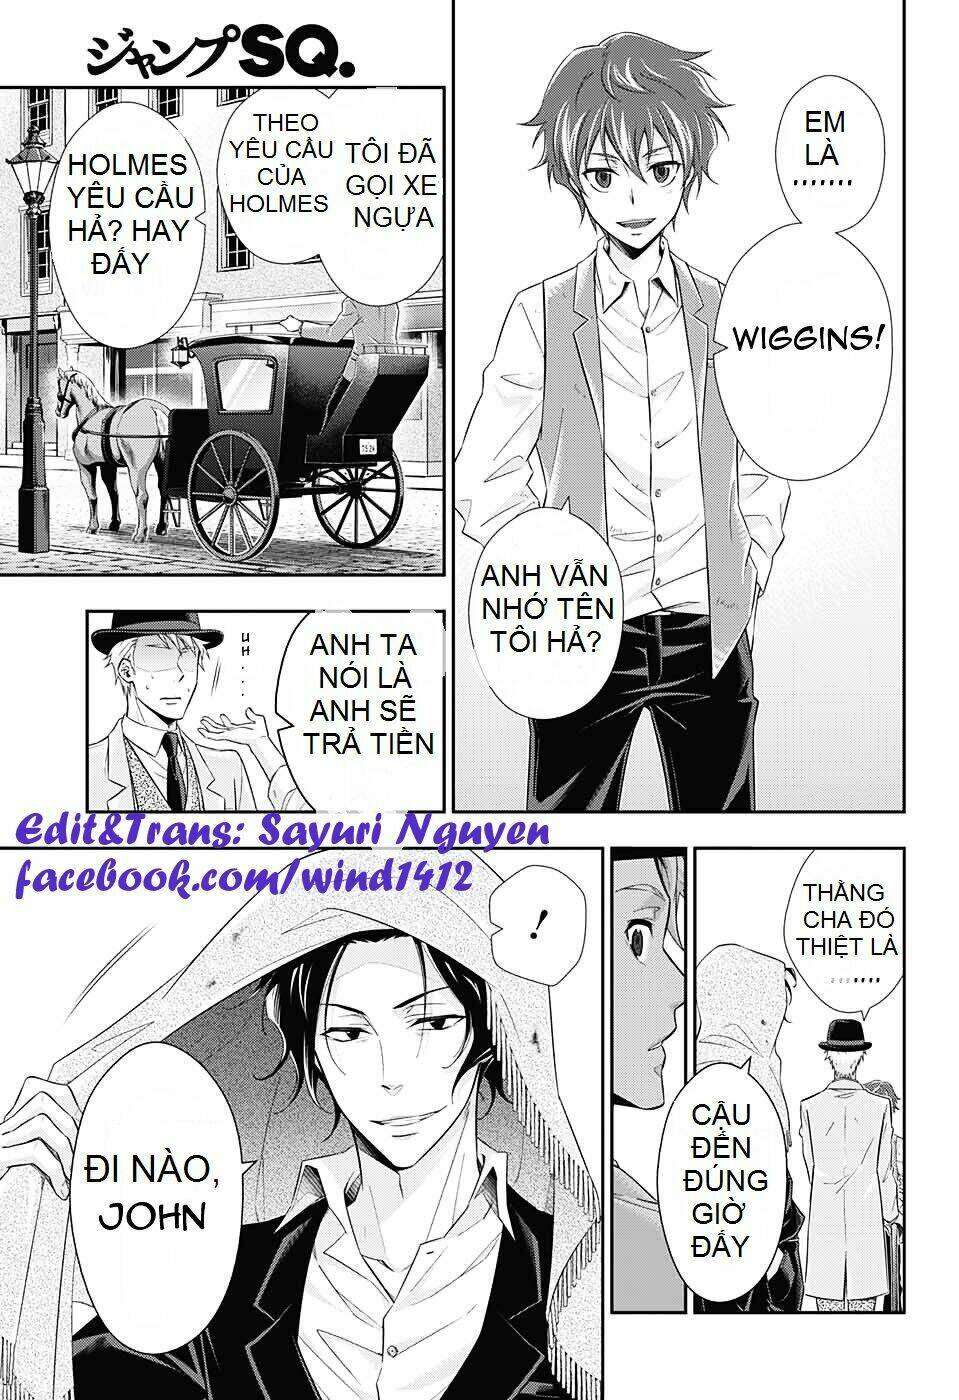 ジャンプSQ.
EM
LÀ
.......
WIGGINS!
ANH VẪN
NHỚ TÊN
TÔI HẢ?
TÔI ĐÃ
GỌI XE
NGỰA
THEO
YÊU CẦU
CỦA
HOLMES
HOLMES
YÊU CẦU
HẢ? HAY
ĐẤY
ANH TA
NÓI LÀ
ANH SẼ
TRẢ TIỀN
UH....
Edit&Trans: Sayuri Nguyen
facebook.com/wind1412
THẰNG
CHA ĐÓ
THIỆT LÀ
.......
CẬU
ĐẾN
ĐÚNG
GIỜ
ĐẤY
!
ĐI NÀO,
JOHN